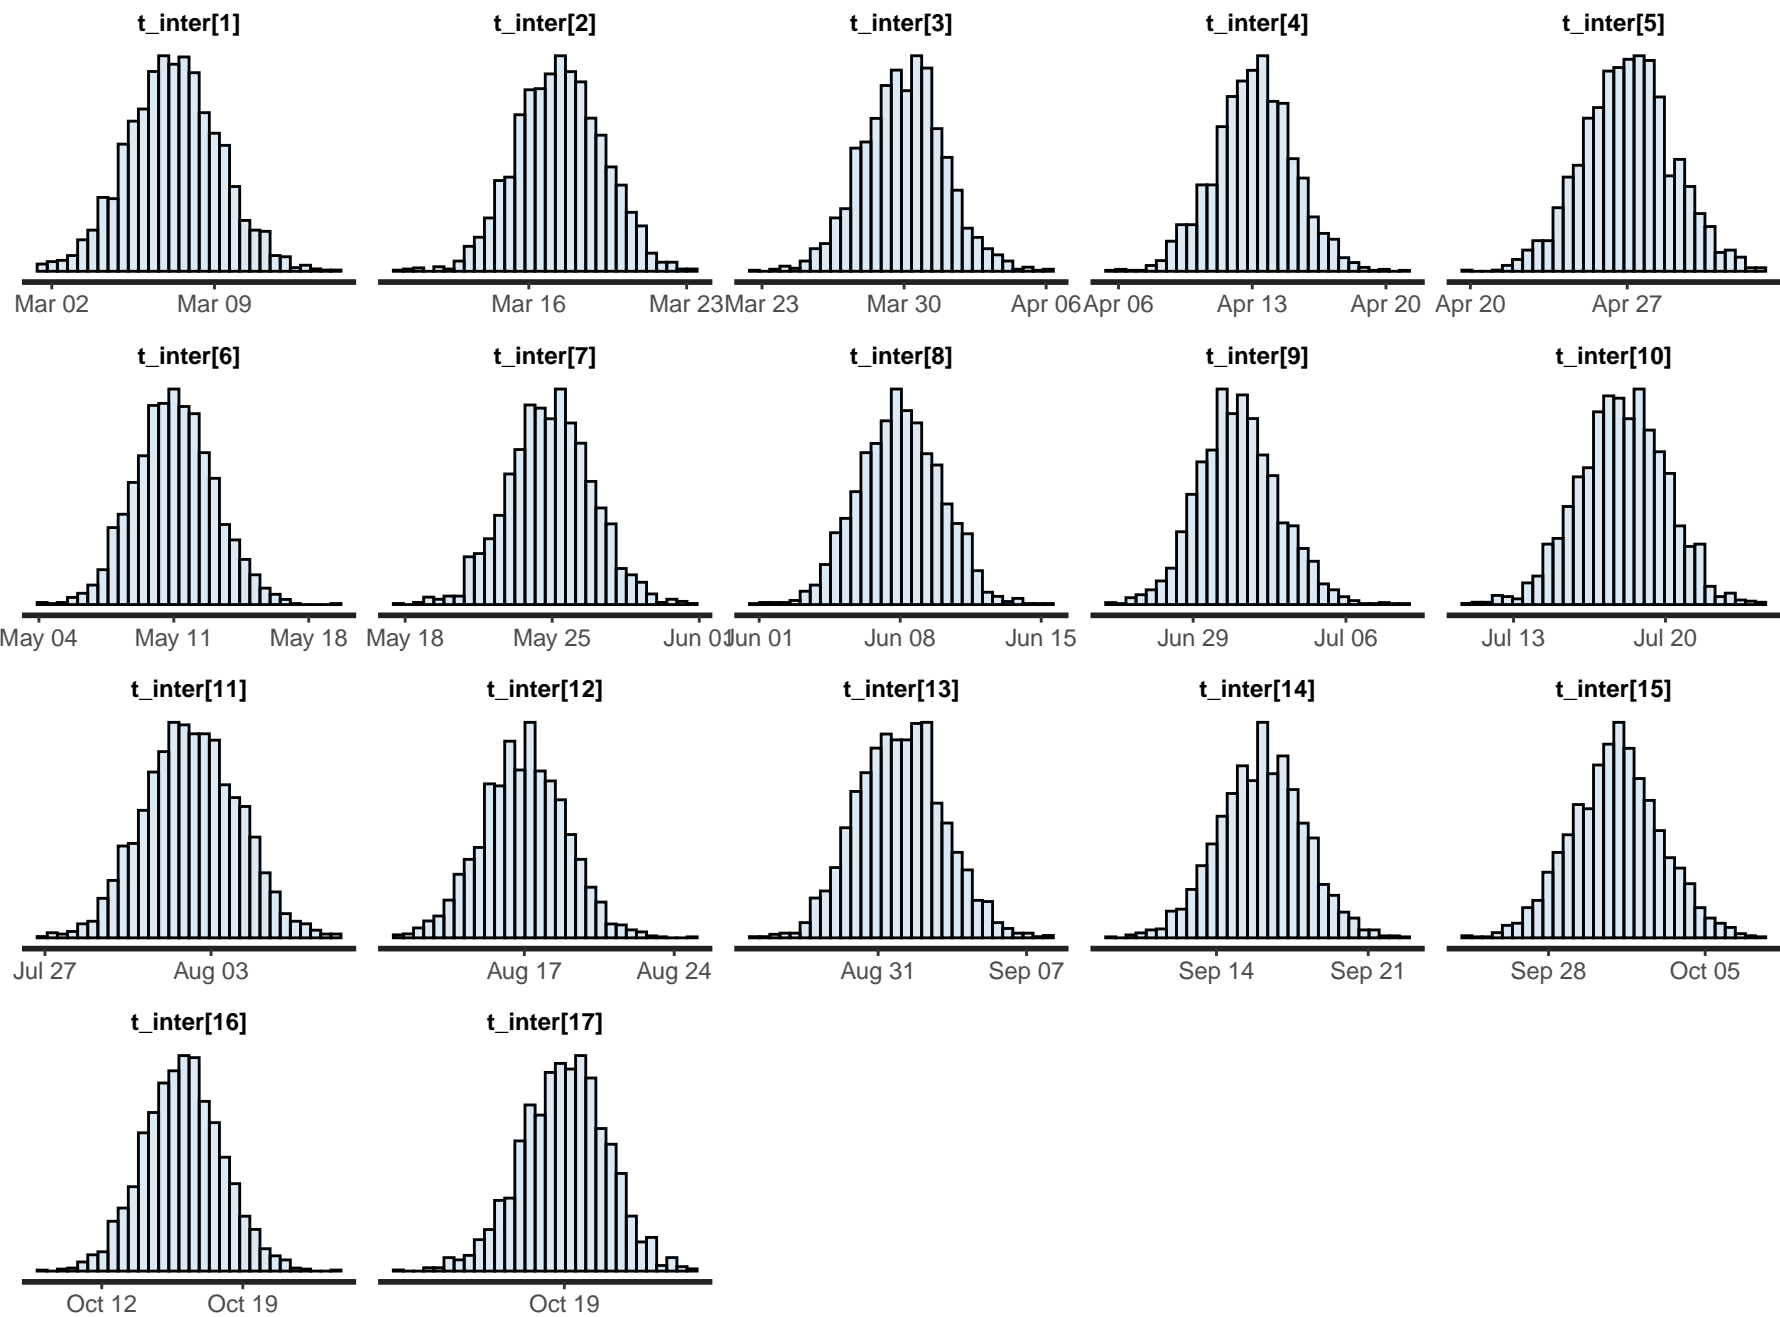 t_inter[1] t_inter[2] t_inter[3] t_inter[4] t_inter[5]
Mar 02 Mar 09 Mar 16 Mar 23 Mar 23 Mar 30 Apr 06 Apr 06 Apr 13 Apr 20 Apr 20 Apr 27
t_inter[6] t_inter[7] t_inter[8] t_inter[9] t_inter[10]
May 04 May 11 May 18 May 18 May 25 Jun 01 Jun 01 Jun 08 Jun 15 Jun 29 Jul 06 Jul 13 Jul 20
t_inter[11] t_inter[12] t_inter[13] t_inter[14] t_inter[15]
Jul 27 Aug 03 Aug 17 Aug 24 Aug 31 Sep 07 Sep 14 Sep 21 Sep 28 Oct 05
t_inter[16] t_inter[17]
Oct 12 Oct 19 Oct 19